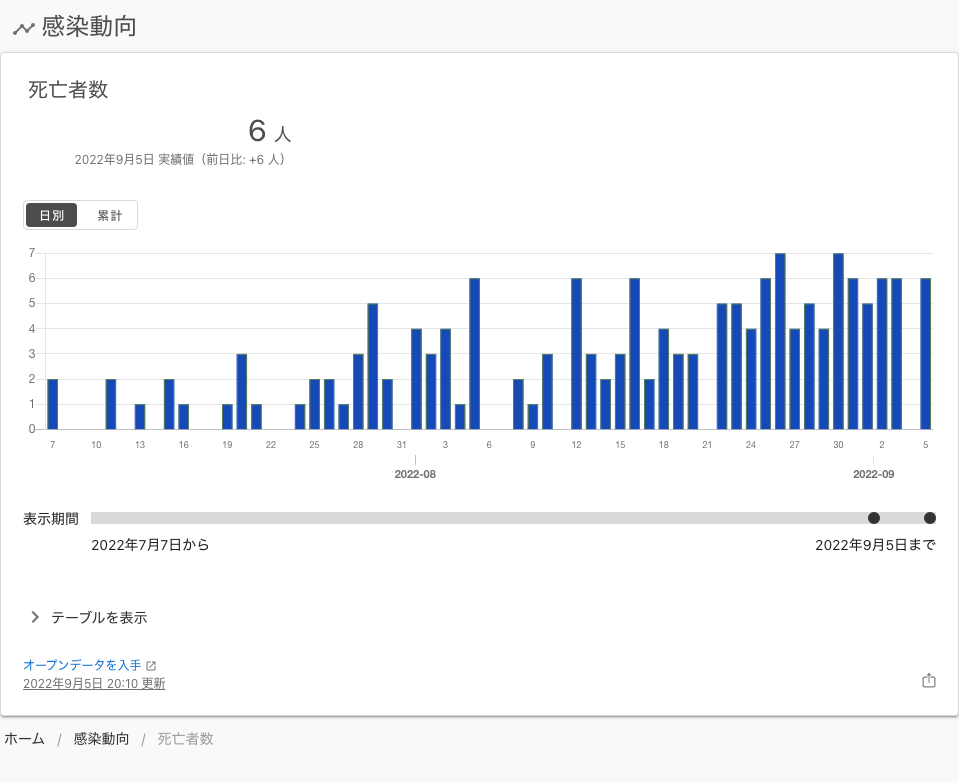 感染動向
死亡者数
6 人
2022年9月5日 実績値（前日比: +6 人）
日別 累計
7
6
5
4
3
2
1
0
7 10 13 16 19 22 25 28 31 3 6 9 12 15 18 21 24 27 30 2 5
2022-08 2022-09
表示期間
2022年7月7日から 2022年9月5日まで
テーブルを表示
オープンデータを入手
2022年9月5日 20:10 更新
ホーム / 感染動向 / 死亡者数